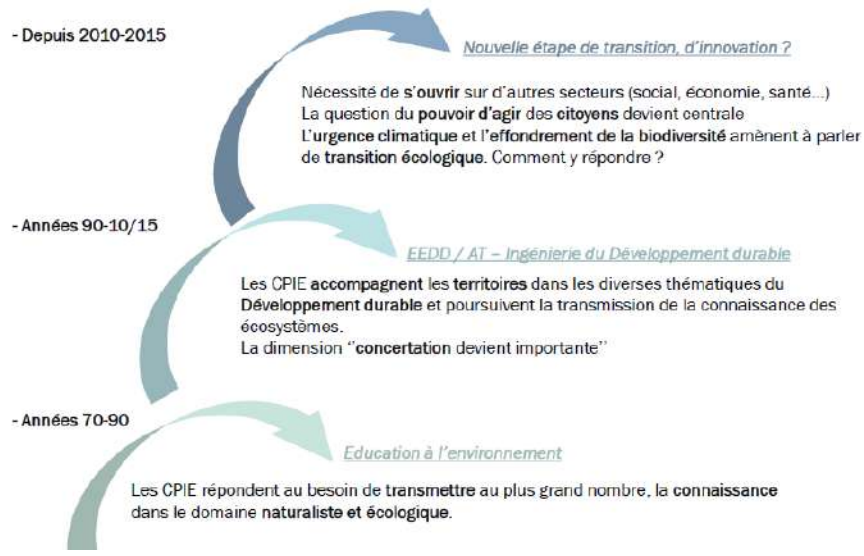 - Depuis 2010-2015
Nouvelle étape de transition, d'innovation ?
Nécessité de s'ouvrir sur d'autres secteurs (social, économie, santé...)
La question du pouvoir d'agir des citoyens devient centrale
L'urgence climatique et l'effondrement de la biodiversité amènent à parler
de transition écologique. Comment y répondre ?
- Années 90-10/15
EEDD / AT – Ingénierie du Développement durable
Les CPIE accompagnent les territoires dans les diverses thématiques du
Développement durable et poursuivent la transmission de la connaissance des
écosystèmes.
La dimension ‘‘concertation devient importante’’
- Années 70-90
Education à l'environnement
Les CPIE répondent au besoin de transmettre au plus grand nombre, la connaissance
dans le domaine naturaliste et écologique.